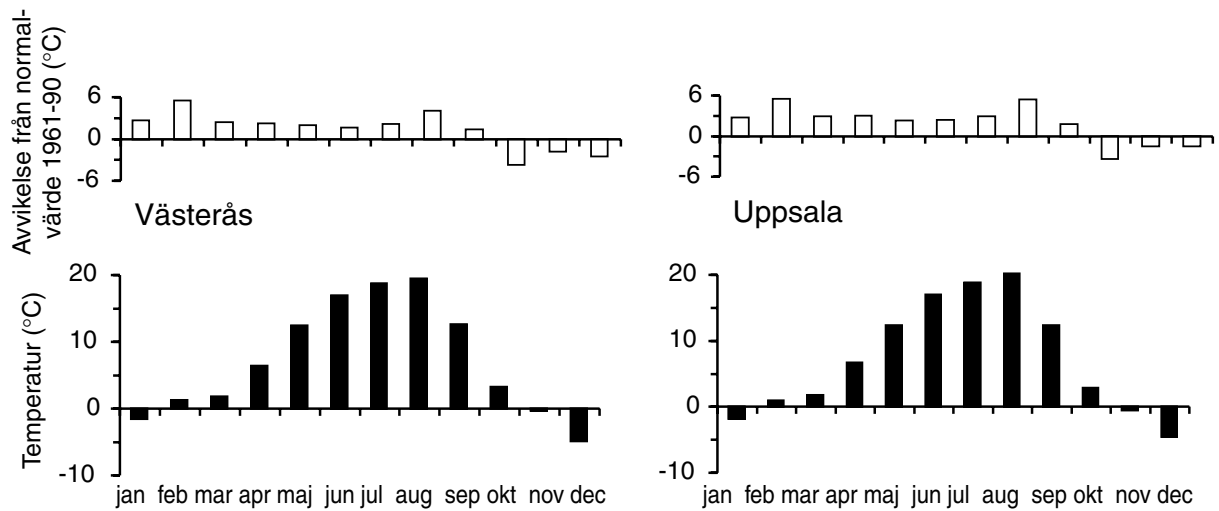 Avvikelse från normal-
värde 1961-90 (°C)
6
0
-6
Västerås
6
0
-6
Uppsala
Temperatur (°C)
20
10
0
-10
jan feb mar apr maj jun jul aug sep okt nov dec
20
10
0
-10
jan feb mar apr maj jun jul aug sep okt nov dec